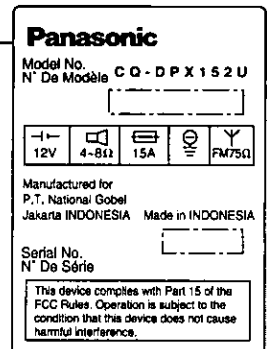 Panasonic
Model No. CQ-DPX152U
N° De Modèle
12V 4~8Ω 15A FM75Ω
Manufactured for
P.T. National Gobel
Jakarta INDONESIA Made in INDONESIA
Serial No.
N° De Série
This device complies with Part 15 of the
FCC Rules. Operation is subject to the
condition that this device does not cause
harmful interference.